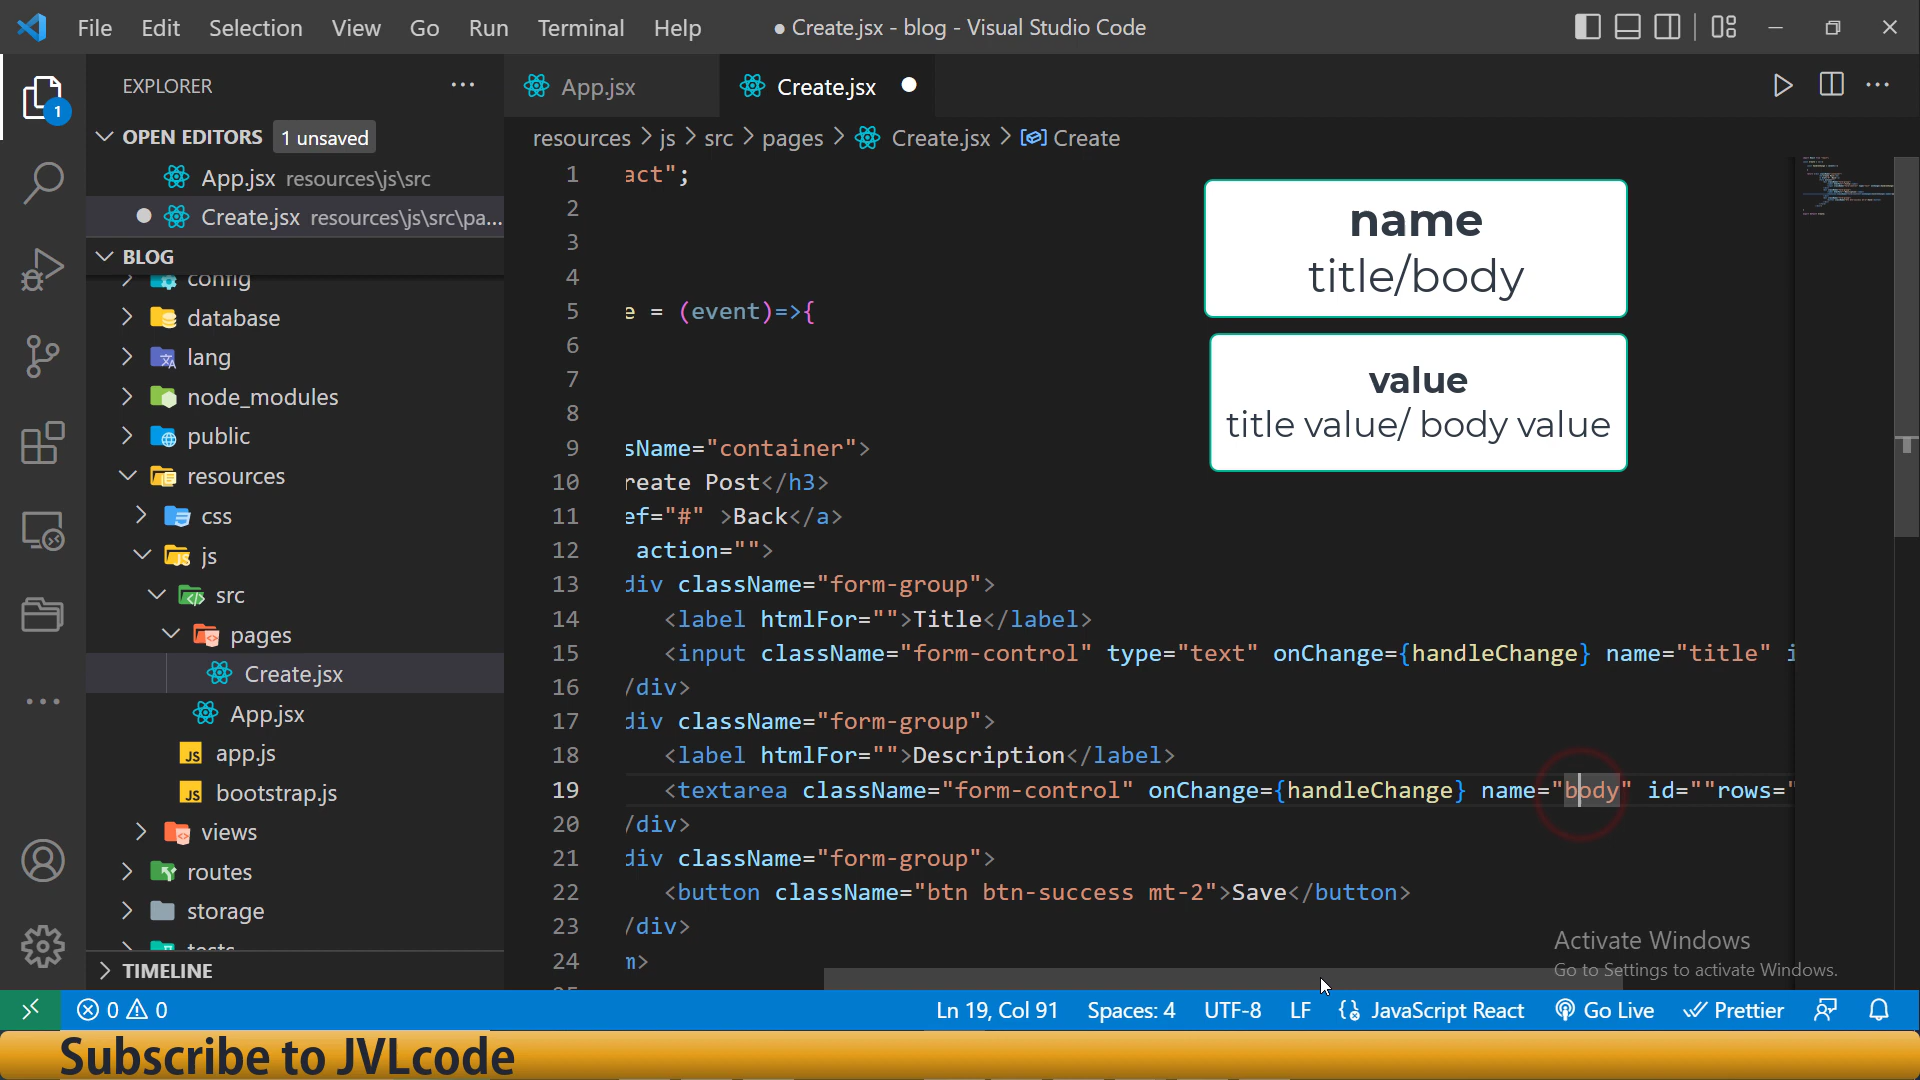 File Edit Selection View Go Run Terminal Help
● Create.jsx - blog - Visual Studio Code
EXPLORER
1
OPEN EDITORS 1 unsaved
App.jsx resources\js\src
Create.jsx resources\js\src\pa...
BLOG
config
database
lang
node_modules
public
resources
css
js
src
pages
Create.jsx
App.jsx
app.js
bootstrap.js
views
routes
storage
tests
TIMELINE
App.jsx
Create.jsx
resources > js > src > pages > Create.jsx > Create
1 act";
2
3
4
5 e = (event)=>{
6
7
8
9 sName="container">
10 reate Post</h3>
11 ef="#" >Back</a>
12 action="">
13 div className="form-group">
14 <label htmlFor="">Title</label>
15 <input className="form-control" type="text" onChange={handleChange} name="title" i
16 /div>
17 div className="form-group">
18 <label htmlFor="">Description</label>
19 <textarea className="form-control" onChange={handleChange} name="body" id=""rows="
20 /div>
21 div className="form-group">
22 <button className="btn btn-success mt-2">Save</button>
23 /div>
24 m>
name
title/body
value
title value/ body value
Activate Windows
Go to Settings to activate Windows.
0 0
Ln 19, Col 91 Spaces: 4 UTF-8 LF JavaScript React Go Live Prettier
Subscribe to JVLcode